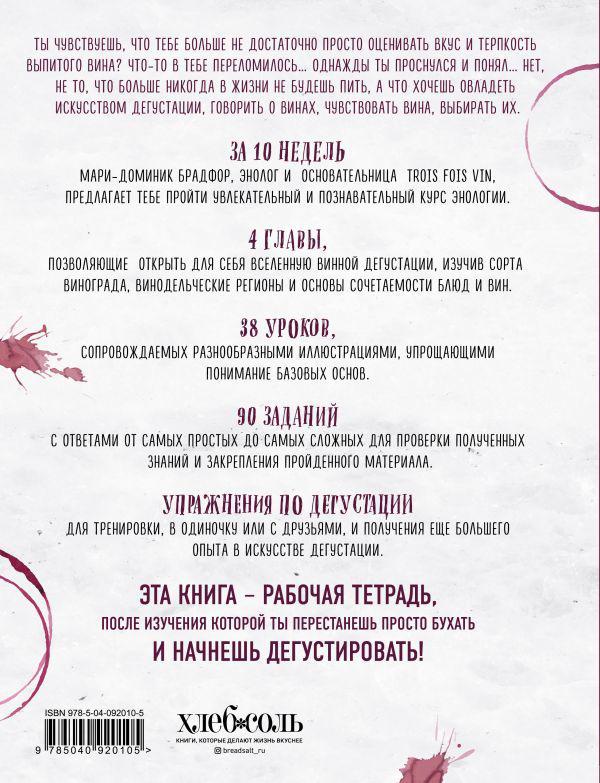 ТЫ ЧУВСТВУЕШЬ, ЧТО ТЕБЕ БОЛЬШЕ НЕ ДОСТАТОЧНО ПРОСТО ОЦЕНИВАТЬ ВКУС И ТЕРПКОСТЬ
ВЫПИТОГО ВИНА? ЧТО-ТО В ТЕБЕ ПЕРЕЛОМИЛОСЬ... ОДНАЖДЫ ТЫ ПРОСНУЛСЯ И ПОНЯЛ... НЕТ,
НЕ ТО, ЧТО БОЛЬШЕ НИКОГДА В ЖИЗНИ НЕ БУДЕШЬ ПИТЬ, А ЧТО ХОЧЕШЬ ОВЛАДЕТЬ
ИСКУССТВОМ ДЕГУСТАЦИИ, ГОВОРИТЬ О ВИНАХ, ЧУВСТВОВАТЬ ВИНА, ВЫБИРАТЬ ИХ.
ЗА 10 НЕДЕЛЬ
МАРИ-ДОМИНИК БРАДФОР, ЭНОЛОГ И ОСНОВАТЕЛЬНИЦА TROIS FOIS VIN,
ПРЕДЛАГАЕТ ТЕБЕ ПРОЙТИ УВЛЕКАТЕЛЬНЫЙ И ПОЗНАВАТЕЛЬНЫЙ КУРС ЭНОЛОГИИ.
4 ГЛАВЫ,
ПОЗВОЛЯЮЩИЕ ОТКРЫТЬ ДЛЯ СЕБЯ ВСЕЛЕННУЮ ВИННОЙ ДЕГУСТАЦИИ, ИЗУЧИВ СОРТА
ВИНОГРАДА, ВИНОДЕЛЬЧЕСКИЕ РЕГИОНЫ И ОСНОВЫ СОЧЕТАЕМОСТИ БЛЮД И ВИН.
38 УРОКОВ,
СОПРОВОЖДАЕМЫХ РАЗНООБРАЗНЫМИ ИЛЛЮСТРАЦИЯМИ, УПРОЩАЮЩИМИ
ПОНИМАНИЕ БАЗОВЫХ ОСНОВ.
90 ЗАДАНИЙ
С ОТВЕТАМИ ОТ САМЫХ ПРОСТЫХ ДО САМЫХ СЛОЖНЫХ ДЛЯ ПРОВЕРКИ ПОЛУЧЕННЫХ
ЗНАНИЙ И ЗАКРЕПЛЕНИЯ ПРОЙДЕННОГО МАТЕРИАЛА.
УПРАЖНЕНИЯ ПО ДЕГУСТАЦИИ
ДЛЯ ТРЕНИРОВКИ, В ОДИНОЧКУ ИЛИ С ДРУЗЬЯМИ, И ПОЛУЧЕНИЯ ЕЩЕ БОЛЬШЕГО
ОПЫТА В ИСКУССТВЕ ДЕГУСТАЦИИ.
ЭТА КНИГА – РАБОЧАЯ ТЕТРАДЬ,
ПОСЛЕ ИЗУЧЕНИЯ КОТОРОЙ ТЫ ПЕРЕСТАНЕШЬ ПРОСТО БУХАТЬ
И НАЧНЕШЬ ДЕГУСТИРОВАТЬ!
ISBN 978-5-04-092010-5
9 785040 920105 >
ХЛЕБ*СОЛЬ
КНИГИ, КОТОРЫЕ ДЕЛАЮТ ЖИЗНЬ ВКУСНЕЕ
breadsalt_ru